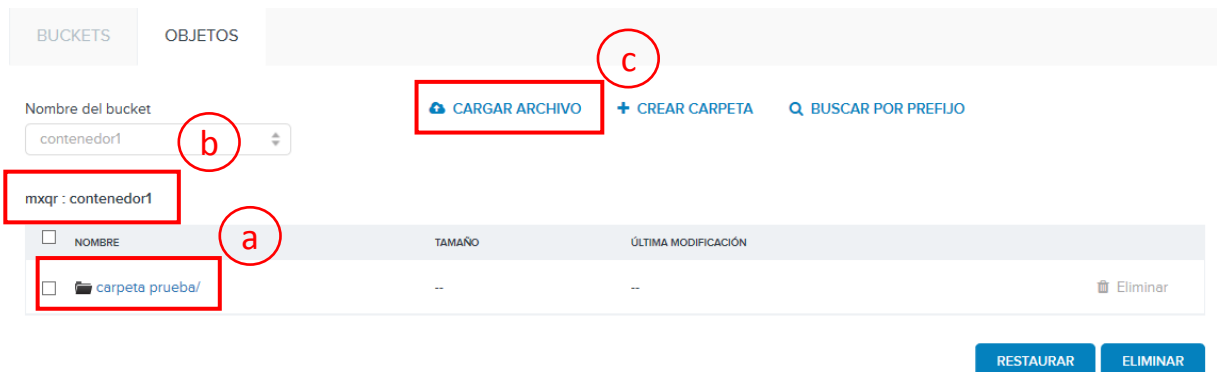 BUCKETS OBJETOS
c
Nombre del bucket
CARGAR ARCHIVO + CREAR CARPETA BUSCAR POR PREFIJO
contenedor1
b
mxqr : contenedor1
a
NOMBRE TAMAÑO ÚLTIMA MODIFICACIÓN
carpeta prueba/ -- -- Eliminar
RESTAURAR ELIMINAR